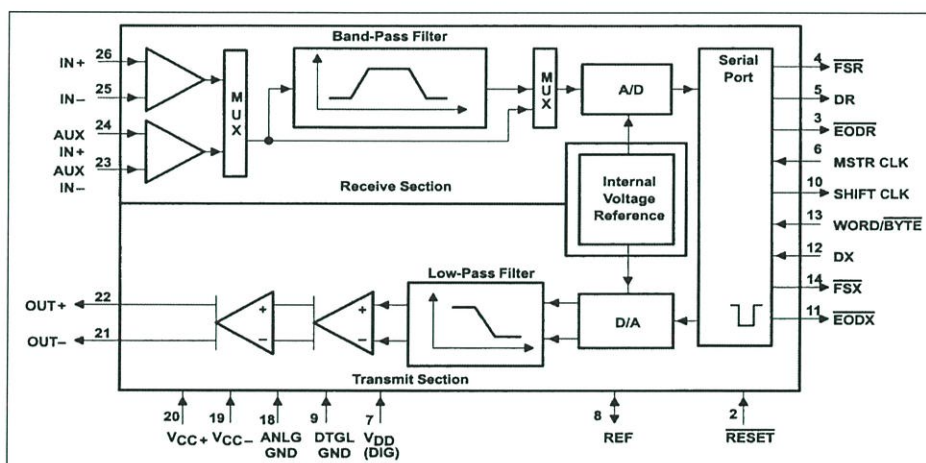 Band-Pass Filter
Serial
Port
26
IN+
25
IN–
24
AUX
IN+
23
AUX
IN–
MUX
MUX
A/D
Receive Section
Internal
Voltage
Reference
4
FSR
5
DR
3
EODR
6
MSTR CLK
10
SHIFT CLK
13
WORD/BYTE
12
DX
14
FSX
11
EODX
Low-Pass Filter
22
OUT+
21
OUT–
+
–
+
–
D/A
Transmit Section
20
VCC+
19
VCC–
18
ANLG
GND
9
DTGL
GND
7
VDD
(DIG)
8
REF
2
RESET